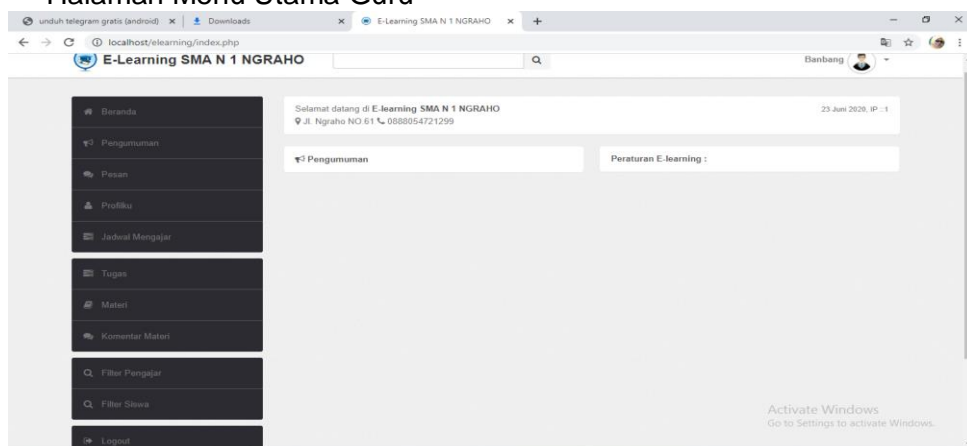 Halaman Menu Utama Guru
unduh telegram gratis (android)
Downloads
E-Learning SMA N 1 NGRAHO
localhost/elearning/index.php
E-Learning SMA N 1 NGRAHO
Banbang
Beranda
Pengumuman
Pesan
Profilku
Jadwal Mengajar
Tugas
Materi
Komentar Materi
Filter Pengajar
Filter Siswa
Logout
Selamat datang di E-learning SMA N 1 NGRAHO
23 Juni 2020, IP ::1
Jl. Ngraho NO.61 0888054721299
Pengumuman
Peraturan E-learning :
Activate Windows
Go to Settings to activate Windows.